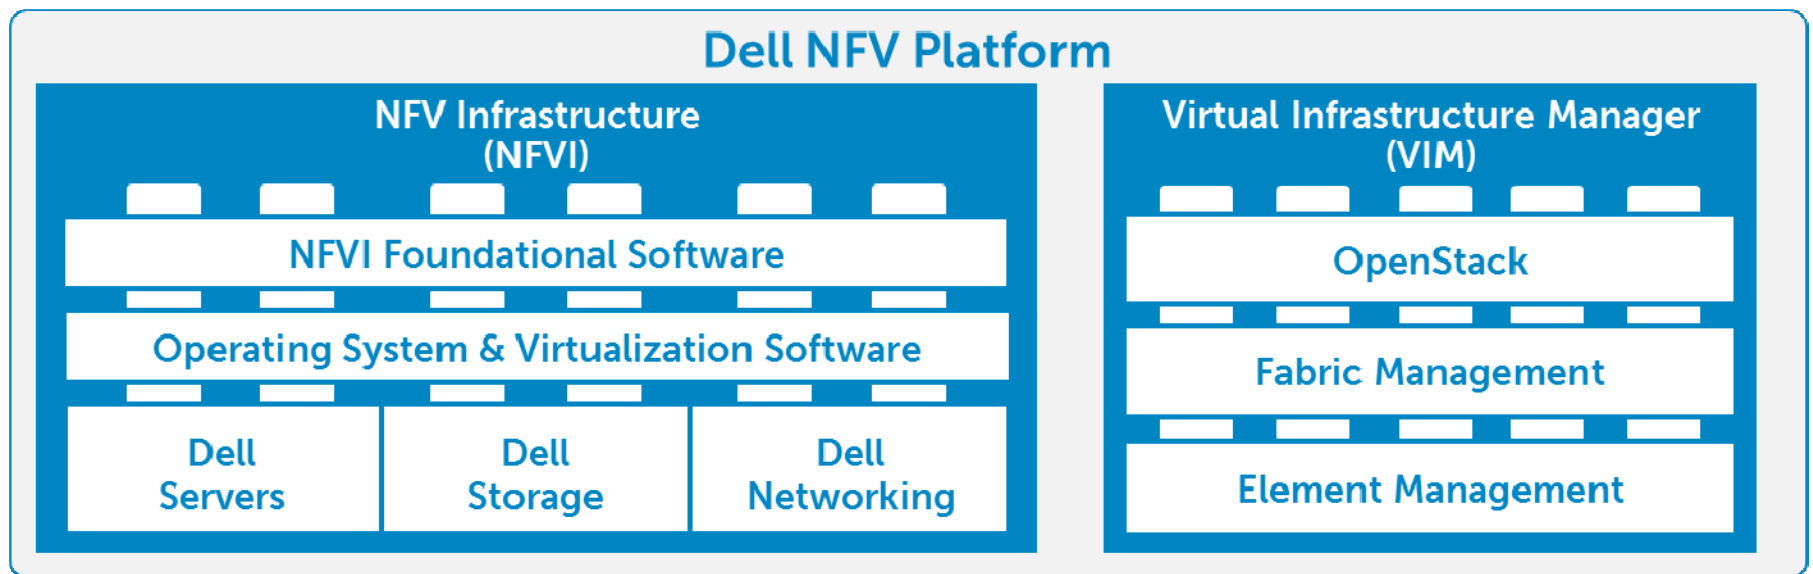 Dell NFV Platform
NFV Infrastructure
(NFVI)
NFVI Foundational Software
Operating System & Virtualization Software
Dell
Servers
Dell
Storage
Dell
Networking
Virtual Infrastructure Manager
(VIM)
OpenStack
Fabric Management
Element Management